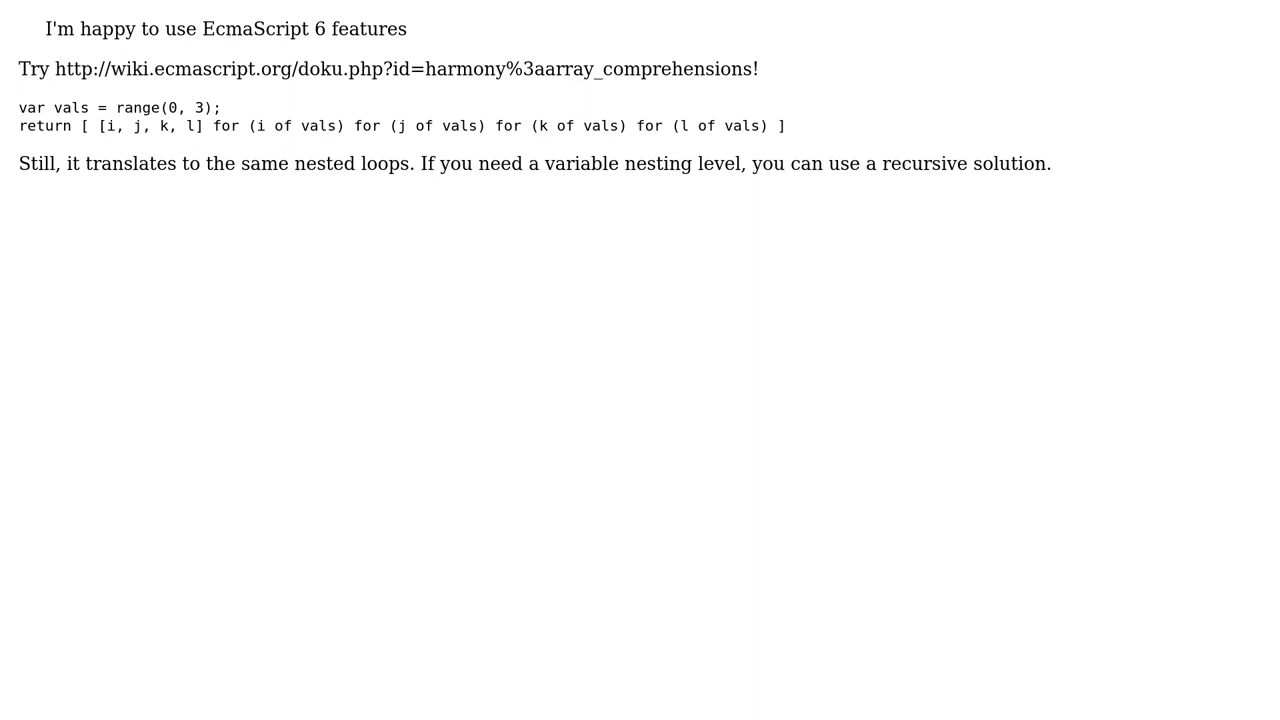 I'm happy to use EcmaScript 6 features
Try http://wiki.ecmascript.org/doku.php?id=harmony%3aarray_comprehensions!
var vals = range(0, 3);
return [ [i, j, k, l] for (i of vals) for (j of vals) for (k of vals) for (l of vals) ]
Still, it translates to the same nested loops. If you need a variable nesting level, you can use a recursive solution.